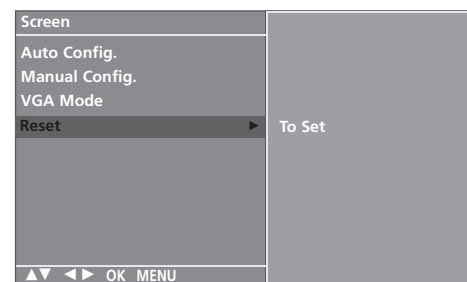 Screen
Auto Config.
Manual Config.
VGA Mode
Reset ► To Set
▲▼ ◄► OK MENU